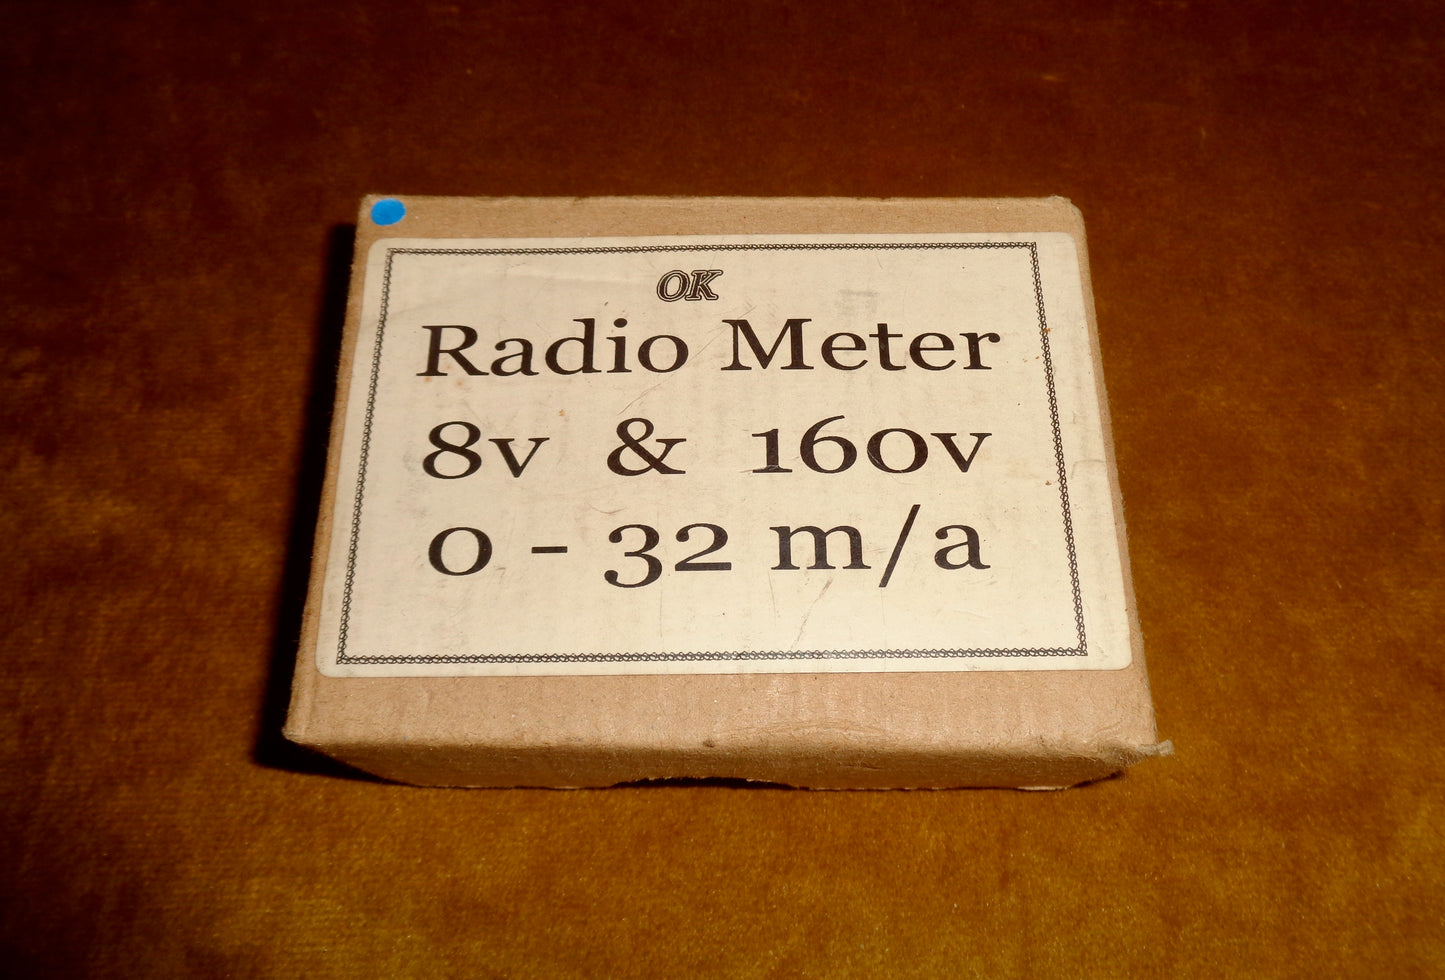 OK
Radio Meter
8v & 160v
0 - 32 m/a